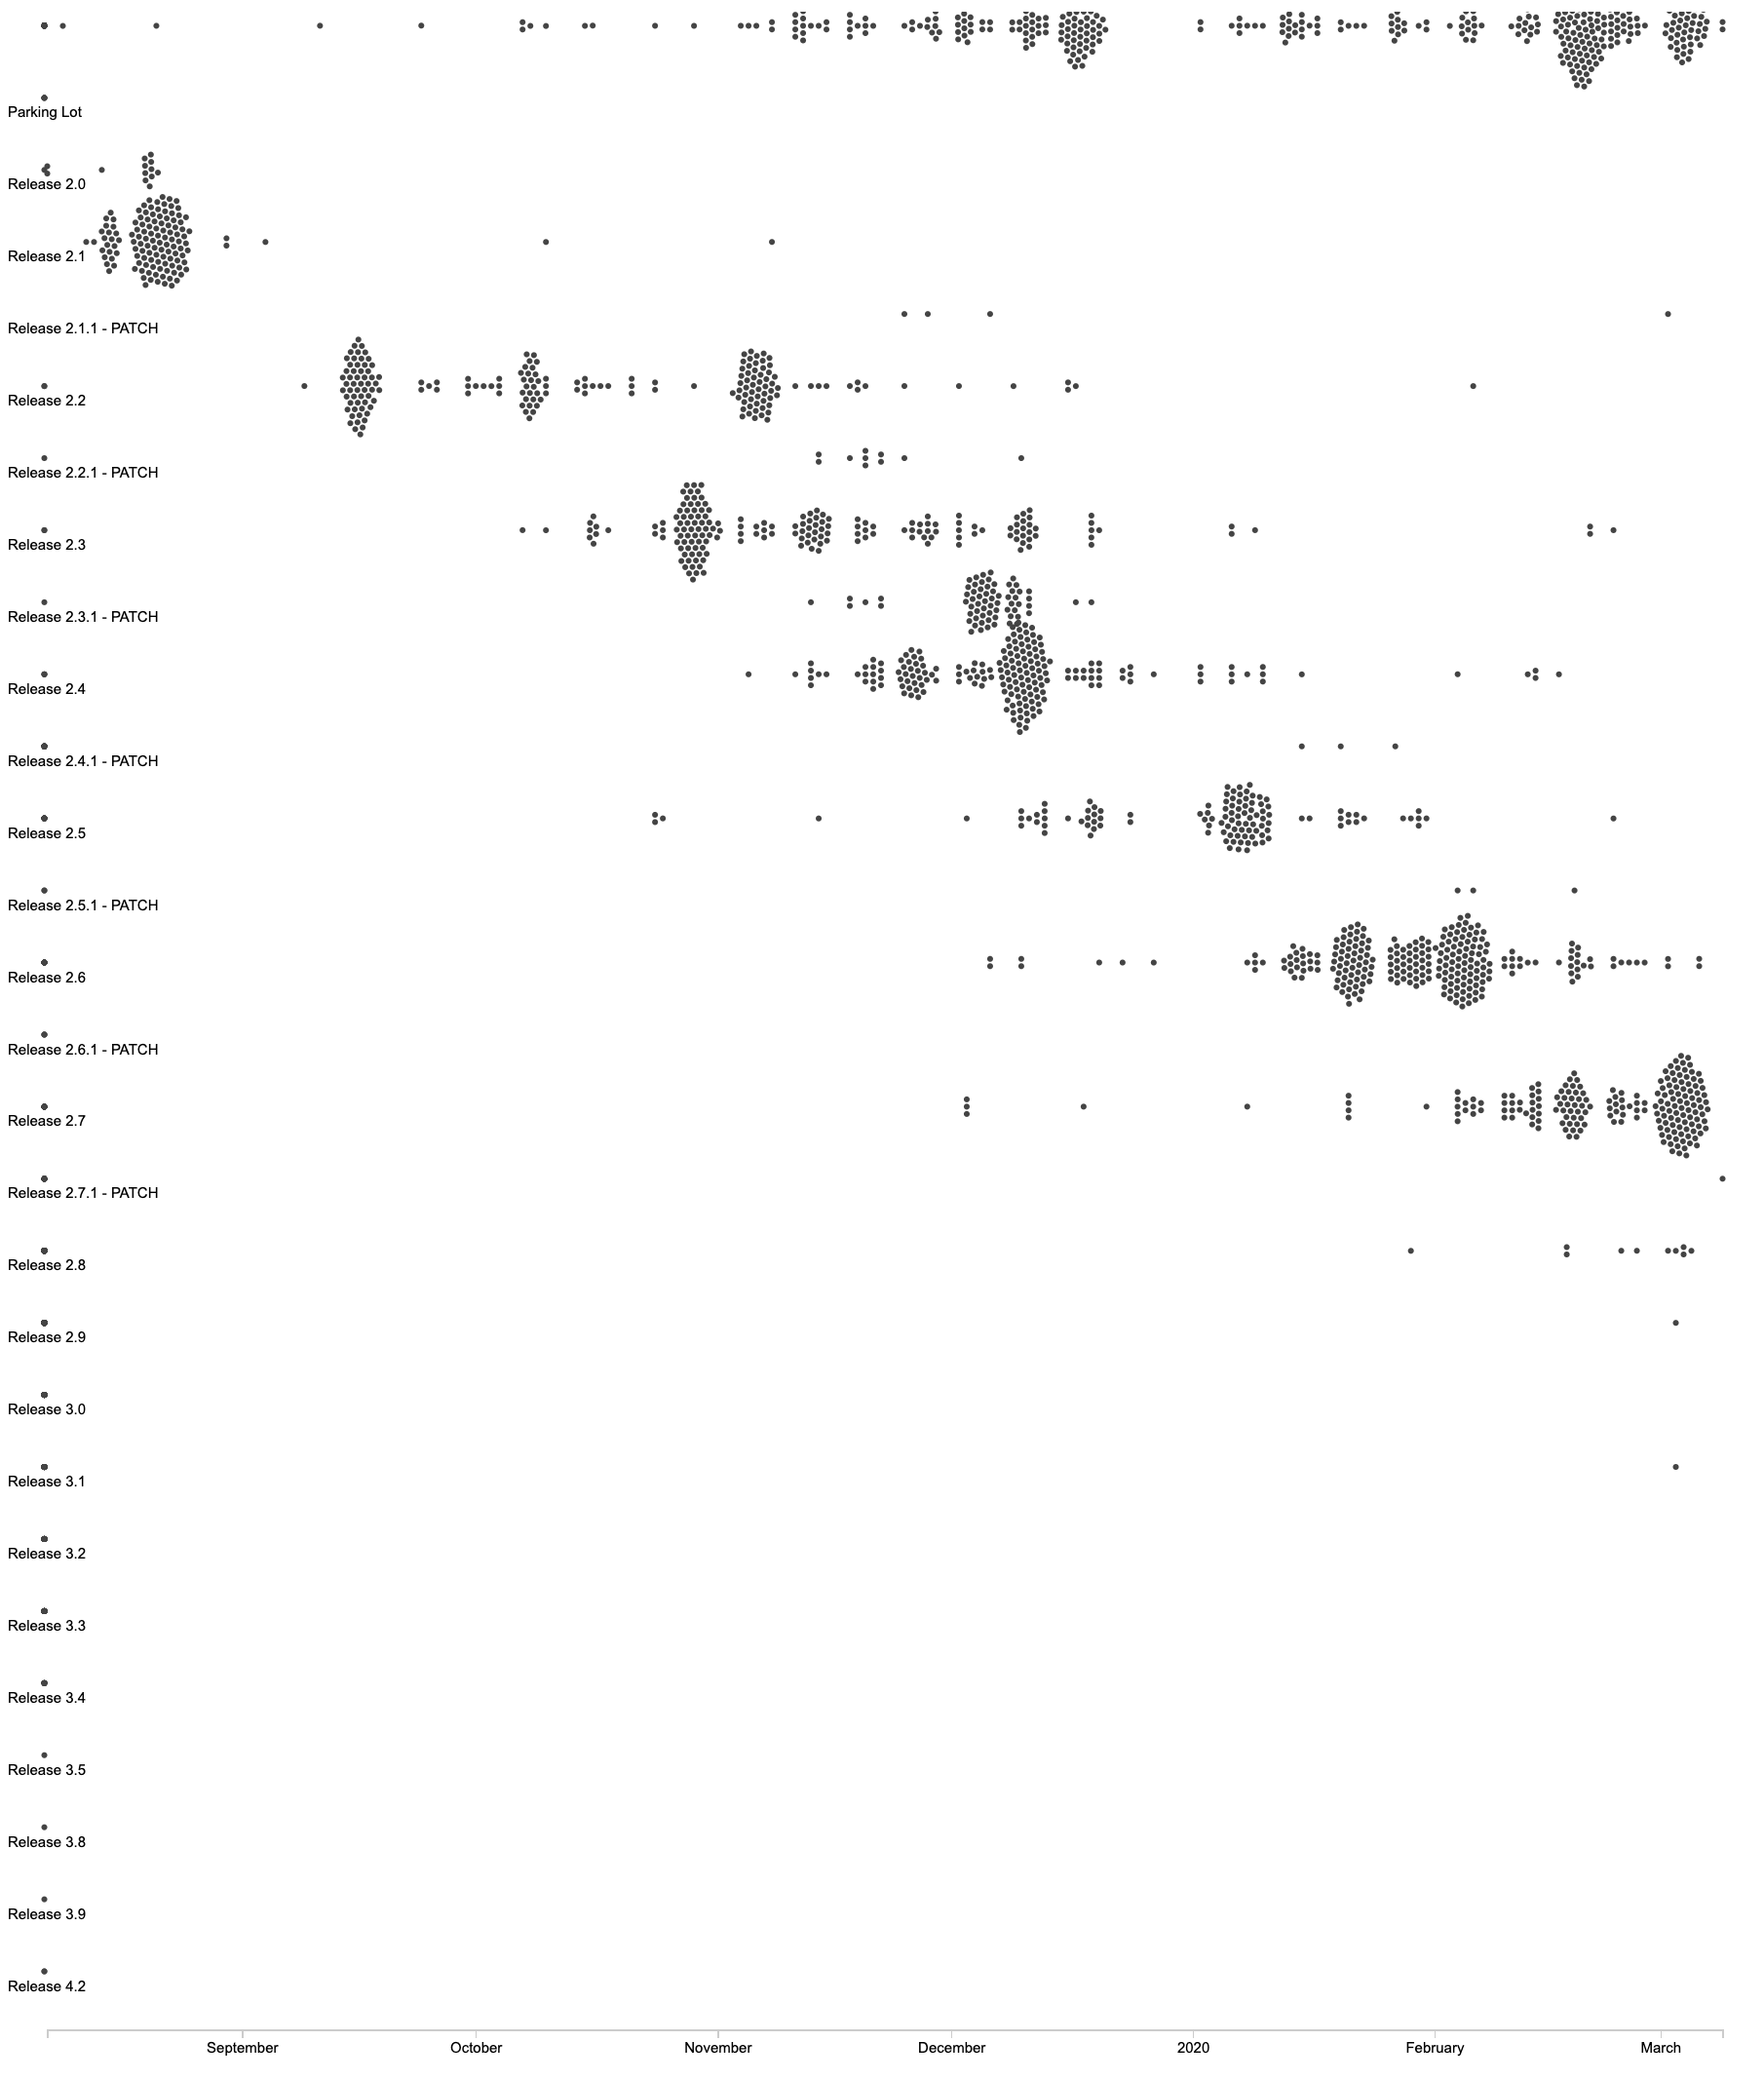 Parking Lot
Release 2.0
Release 2.1
Release 2.1.1 - PATCH
Release 2.2
Release 2.2.1 - PATCH
Release 2.3
Release 2.3.1 - PATCH
Release 2.4
Release 2.4.1 - PATCH
Release 2.5
Release 2.5.1 - PATCH
Release 2.6
Release 2.6.1 - PATCH
Release 2.7
Release 2.7.1 - PATCH
Release 2.8
Release 2.9
Release 3.0
Release 3.1
Release 3.2
Release 3.3
Release 3.4
Release 3.5
Release 3.8
Release 3.9
Release 4.2
September October November December 2020 February March